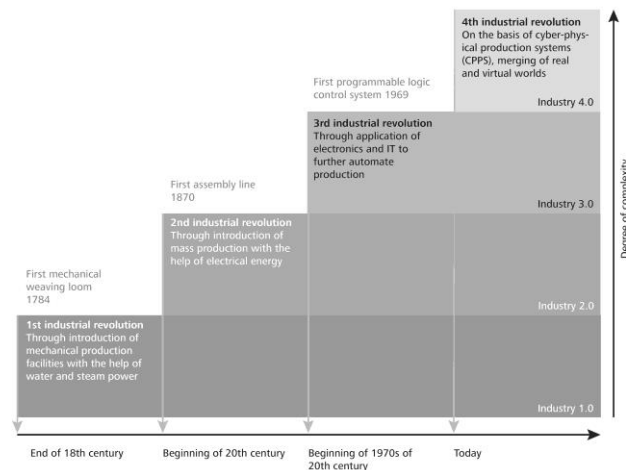 4th industrial revolution
On the basis of cyber-phys-
ical production systems
(CPPS), merging of real
and virtual worlds
Industry 4.0
First programmable logic
control system 1969
3rd industrial revolution
Through application of
electronics and IT to
further automate
production
Industry 3.0
First assembly line
1870
2nd industrial revolution
Through introduction of
mass production with the
help of electrical energy
Industry 2.0
First mechanical
weaving loom
1784
1st industrial revolution
Through introduction of
mechanical production
facilities with the help of
water and steam power
Industry 1.0
Degree of complexity
End of 18th century
Beginning of 20th century
Beginning of 1970s of
20th century
Today